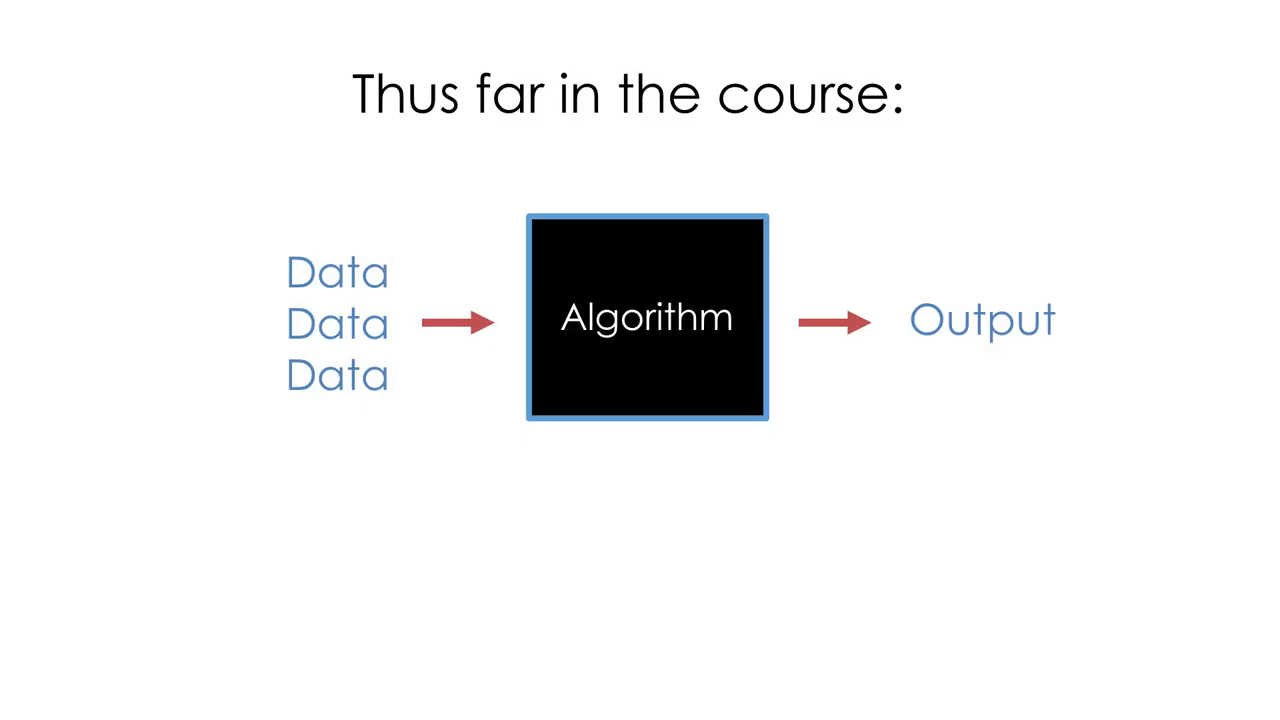 Thus far in the course:
Data
Data
Data
Algorithm
Output